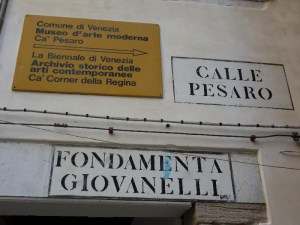 Comune di Venezia
Museo d'arte moderna
Ca' Pesaro
La Biennale di Venezia
Archivio storico delle
arti contemporanee
Ca' Corner della Regina
CALLE
PESARO
FONDAMENTA
GIOVANELLI